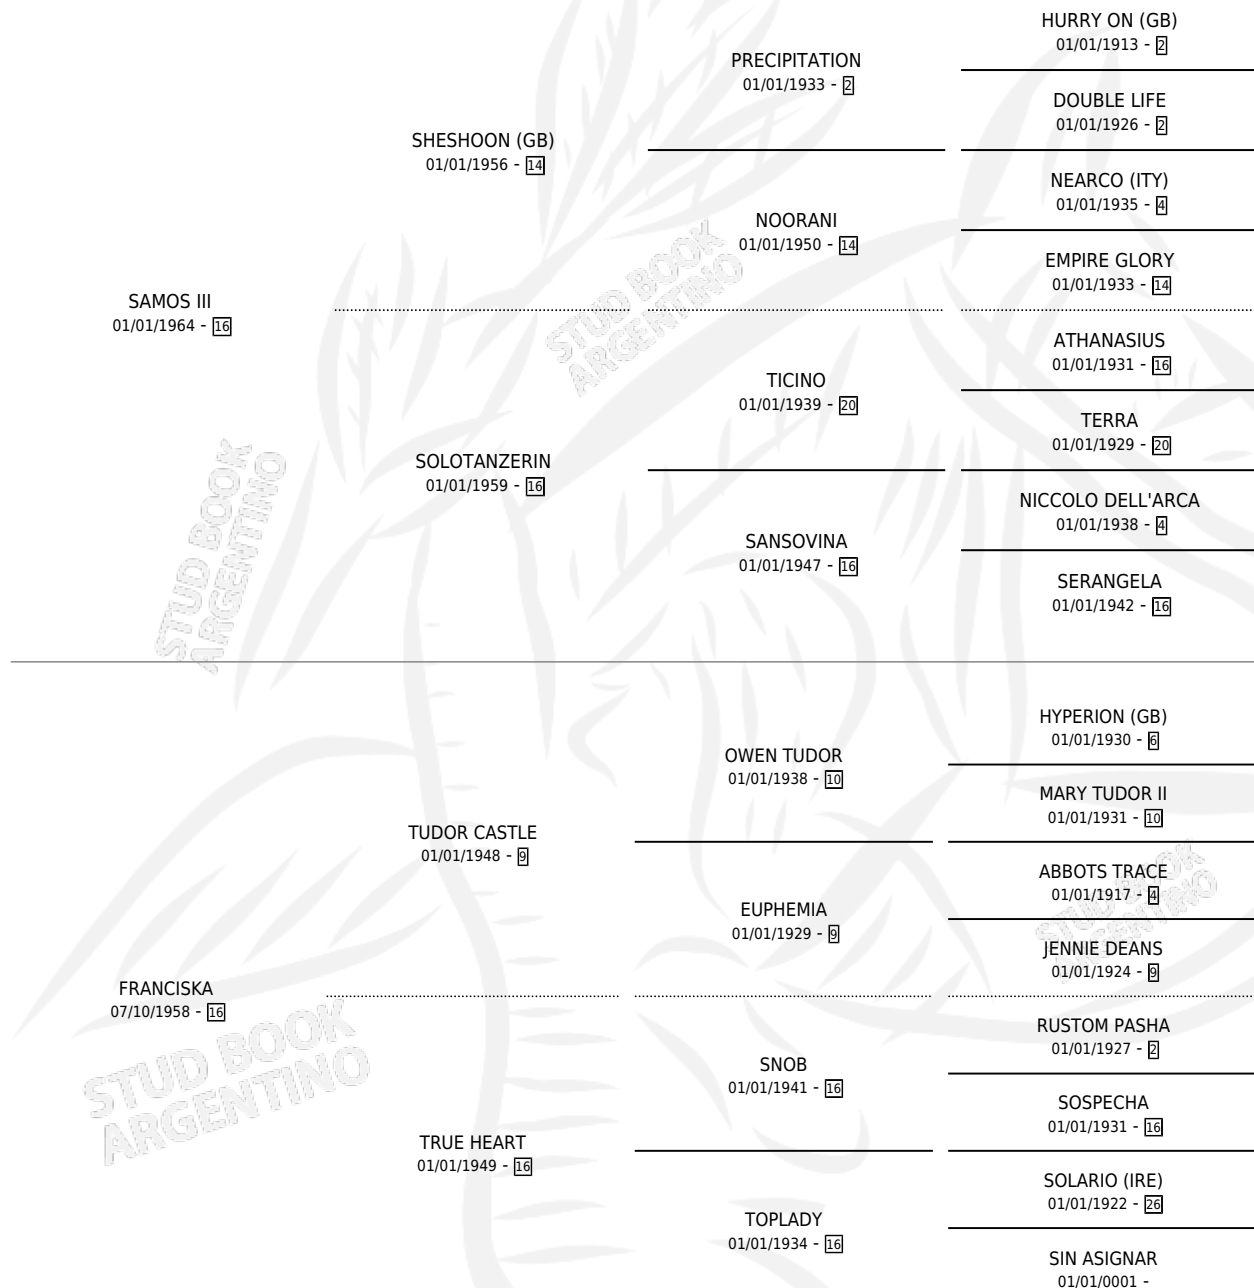 HURRY ON (GB)
01/01/1913 - 2
PRECIPITATION
01/01/1933 - 2
DOUBLE LIFE
01/01/1926 - 2
SHESHOON (GB)
01/01/1956 - 14
NEARCO (ITY)
01/01/1935 - 4
NOORANI
01/01/1950 - 14
EMPIRE GLORY
01/01/1933 - 14
SAMOS III
01/01/1964 - 16
ATHANASIUS
01/01/1931 - 16
TICINO
01/01/1939 - 20
TERRA
01/01/1929 - 20
SOLOTANZERIN
01/01/1959 - 16
NICCOLO DELL'ARCA
01/01/1938 - 4
SANSOVINA
01/01/1947 - 16
SERANGELA
01/01/1942 - 16
STUD BOOK
ARGENTINO
STUD BOOK
ARGENTINO
HYPERION (GB)
01/01/1930 - 6
OWEN TUDOR
01/01/1938 - 10
MARY TUDOR II
01/01/1931 - 10
TUDOR CASTLE
01/01/1948 - 9
ABBOTS TRACE
01/01/1917 - 4
EUPHEMIA
01/01/1929 - 9
JENNIE DEANS
01/01/1924 - 9
STUD BOOK
ARGENTINO
FRANCISKA
07/10/1958 - 16
RUSTOM PASHA
01/01/1927 - 2
SNOB
01/01/1941 - 16
SOSPECHA
01/01/1931 - 16
STUD BOOK
ARGENTINO
TRUE HEART
01/01/1949 - 16
SOLARIO (IRE)
01/01/1922 - 26
TOPLADY
01/01/1934 - 16
SIN ASIGNAR
01/01/0001 -